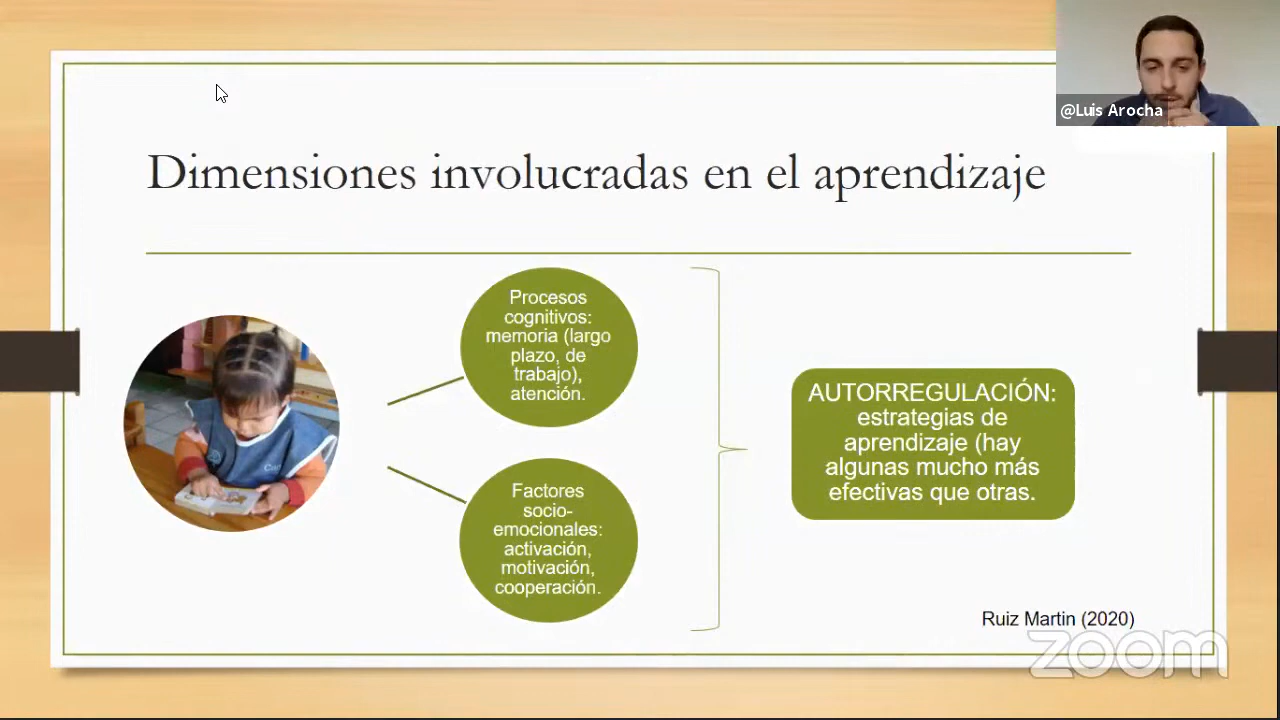 @Luis Arocha
Dimensiones involucradas en el aprendizaje
Procesos
cognitivos:
memoria (largo
plazo, de
trabajo),
atención.
Factores
socio-
emocionales:
activación,
motivación,
cooperación.
AUTORREGULACIÓN:
estrategias de
aprendizaje (hay
algunas mucho más
efectivas que otras.
Ruiz Martin (2020)
zoom